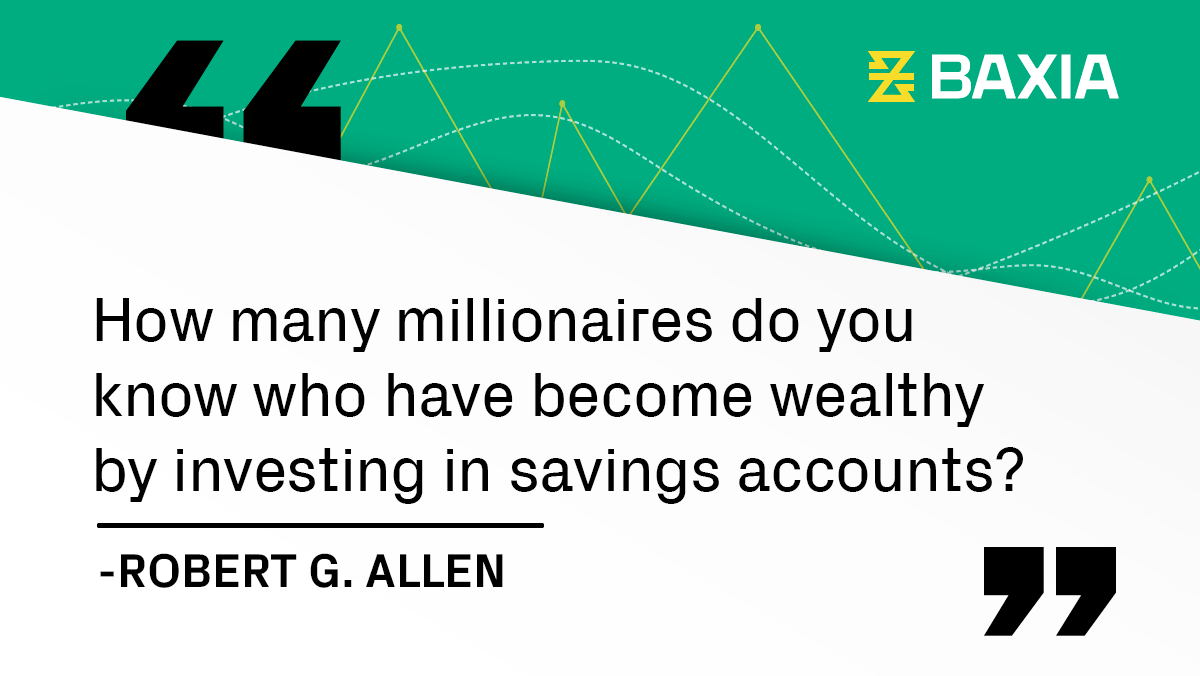 BAXIA
“
How many millionaires do you
know who have become wealthy
by investing in savings accounts?
-ROBERT G. ALLEN
”